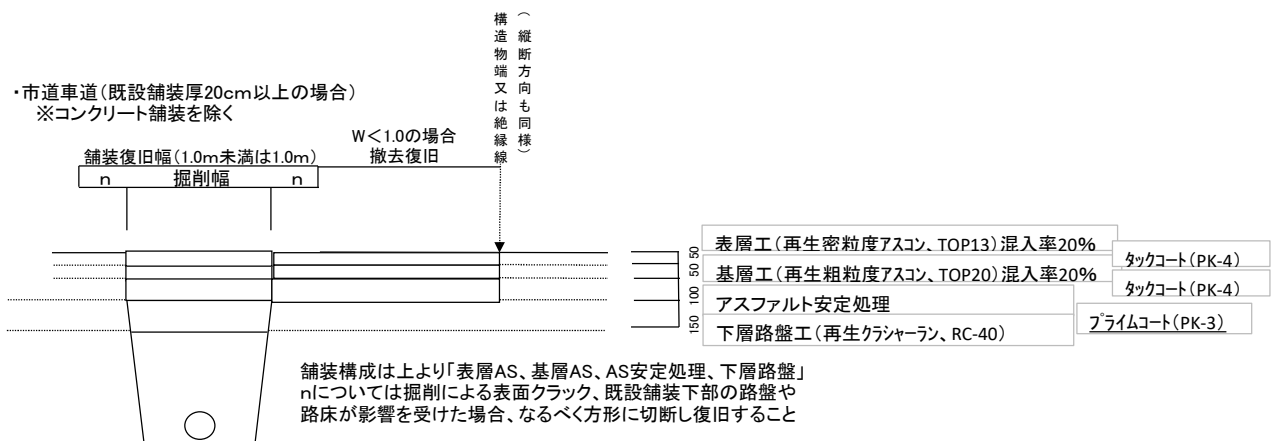 ・市道車道（既設舗装厚20cm以上の場合）
※コンクリート舗装を除く
舗装復旧幅（1.0m未満は1.0m）
n 掘削幅 n
W＜1.0の場合
撤去復旧
（縦断方向も同様）
構造物端又は絶縁線
50
50
100
150
表層工（再生密粒度アスコン、TOP13）混入率20%
タックコート（PK-4）
基層工（再生粗粒度アスコン、TOP20）混入率20%
タックコート（PK-4）
アスファルト安定処理
プライムコート（PK-3）
下層路盤工（再生クラシャーラン、RC-40）
舗装構成は上より「表層AS、基層AS、AS安定処理、下層路盤」
nについては掘削による表面クラック、既設舗装下部の路盤や
路床が影響を受けた場合、なるべく方形に切断し復旧すること